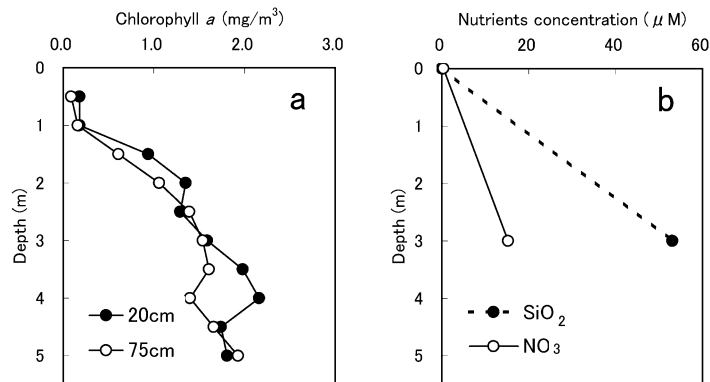 Chlorophyll a (mg/m³)
0.0 1.0 2.0 3.0
0
1
2
3
4
5
Depth (m)
a
20cm
75cm
Nutrients concentration (μM)
0 20 40 60
0
1
2
3
4
5
Depth (m)
b
SiO₂
NO₃